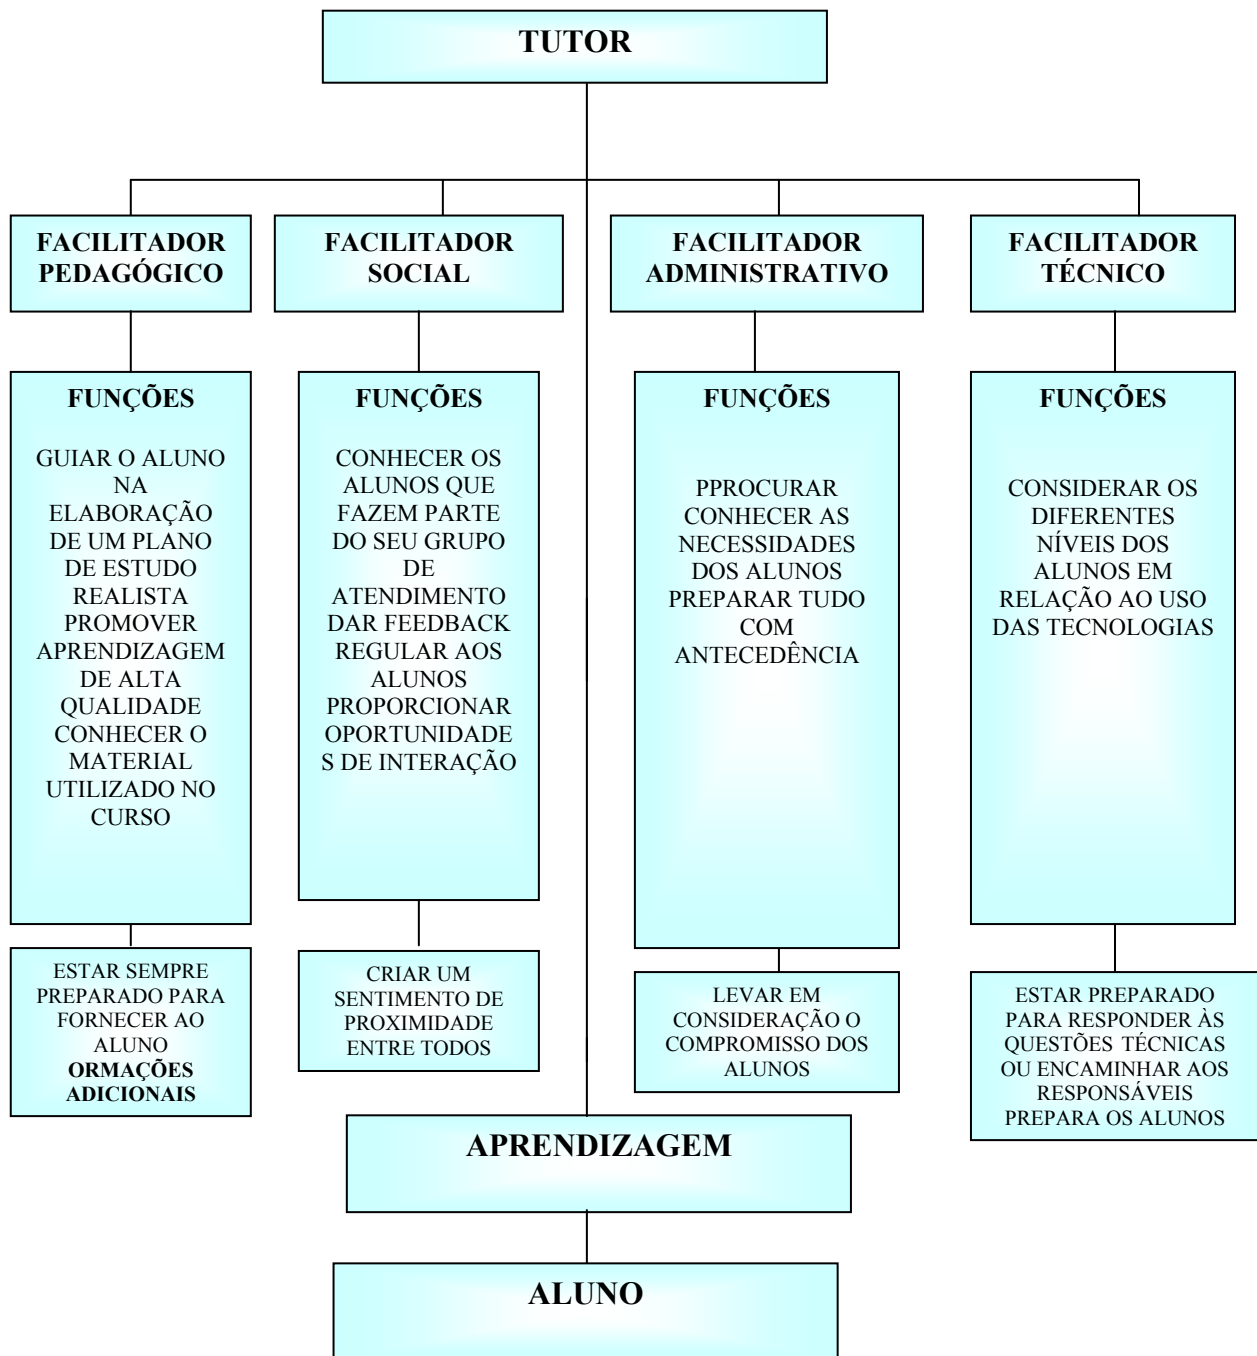 TUTOR
FACILITADOR
PEDAGÓGICO
FACILITADOR
SOCIAL
FACILITADOR
ADMINISTRATIVO
FACILITADOR
TÉCNICO
FUNÇÕES
GUIAR O ALUNO
NA
ELABORAÇÃO
DE UM PLANO
DE ESTUDO
REALISTA
PROMOVER
APRENDIZAGEM
DE ALTA
QUALIDADE
CONHECER O
MATERIAL
UTILIZADO NO
CURSO
FUNÇÕES
CONHECER OS
ALUNOS QUE
FAZEM PARTE
DO SEU GRUPO
DE
ATENDIMENTO
DAR FEEDBACK
REGULAR AOS
ALUNOS
PROPORCIONAR
OPORTUNIDADE
S DE INTERAÇÃO
FUNÇÕES
PPROCURAR
CONHECER AS
NECESSIDADES
DOS ALUNOS
PREPARAR TUDO
COM
ANTECEDÊNCIA
FUNÇÕES
CONSIDERAR OS
DIFERENTES
NÍVEIS DOS
ALUNOS EM
RELAÇÃO AO USO
DAS TECNOLOGIAS
ESTAR SEMPRE
PREPARADO PARA
FORNECER AO
ALUNO
ORMAÇÕES
ADICIONAIS
CRIAR UM
SENTIMENTO DE
PROXIMIDADE
ENTRE TODOS
LEVAR EM
CONSIDERAÇÃO O
COMPROMISSO DOS
ALUNOS
ESTAR PREPARADO
PARA RESPONDER ÀS
QUESTÕES TÉCNICAS
OU ENCAMINHAR AOS
RESPONSÁVEIS
PREPARA OS ALUNOS
APRENDIZAGEM
ALUNO